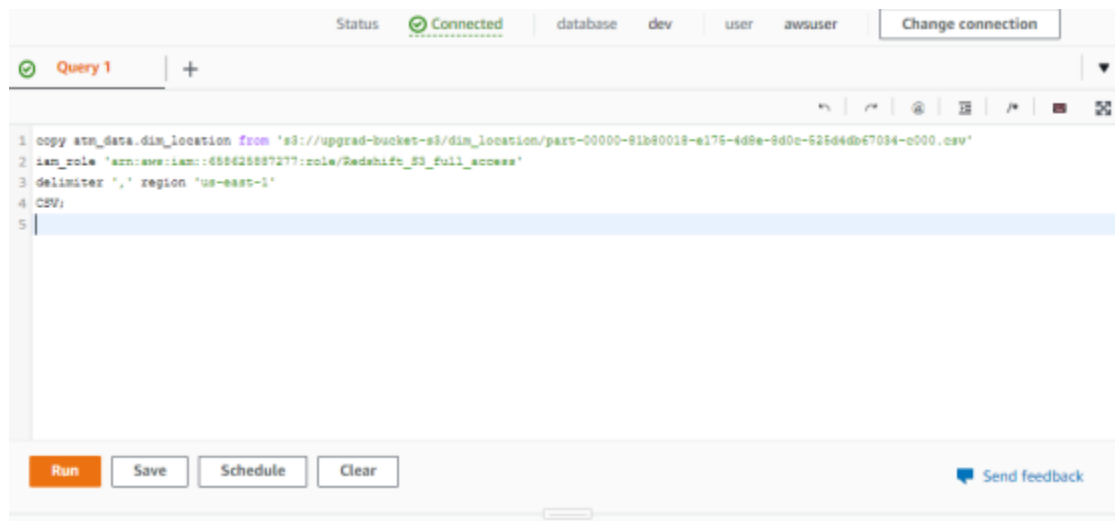 Status Connected database dev user awsuser Change connection
Query 1 +
1 copy atm_data.dim_location from 's3://upgrad-bucket-s3/dim_location/part-00000-81b80018-e175-4d8e-8d0c-525d4db67034-c000.csv'
2 iam_role 'arn:aws:iam::658625887277:role/Redshift_S3_full_access'
3 delimiter ',' region 'us-east-1'
4 CSV;
5
Run Save Schedule Clear Send feedback